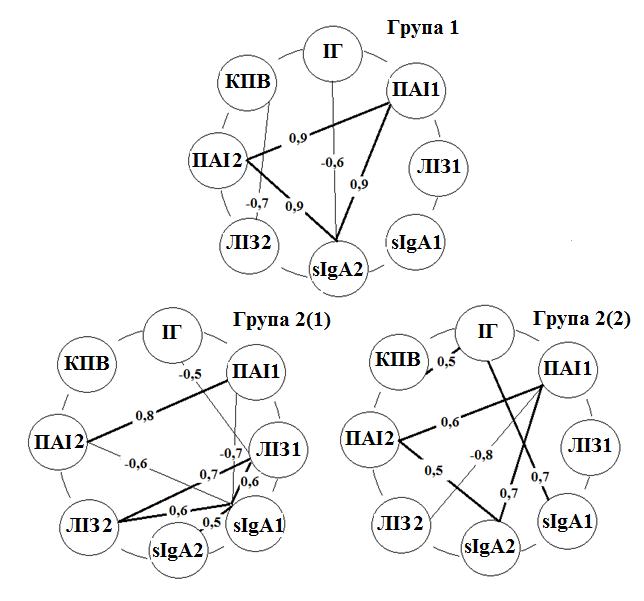 Група 1
ІГ
КПВ
ПАІ1
0,9
ПАІ2
-0,6
ЛІЗ1
0,9
-0,7
0,9
ЛІЗ2
sIgA1
sIgA2
Група 2(1)
ІГ
КПВ
-0,5
ПАІ1
0,8
ПАІ2
-0,7
ЛІЗ1
-0,6
0,7
0,6
ЛІЗ2
0,6
0,5
sIgA1
sIgA2
Група 2(2)
ІГ
КПВ
0,5
ПАІ1
0,6
ПАІ2
-0,8
ЛІЗ1
0,5
0,7
0,7
ЛІЗ2
sIgA1
sIgA2